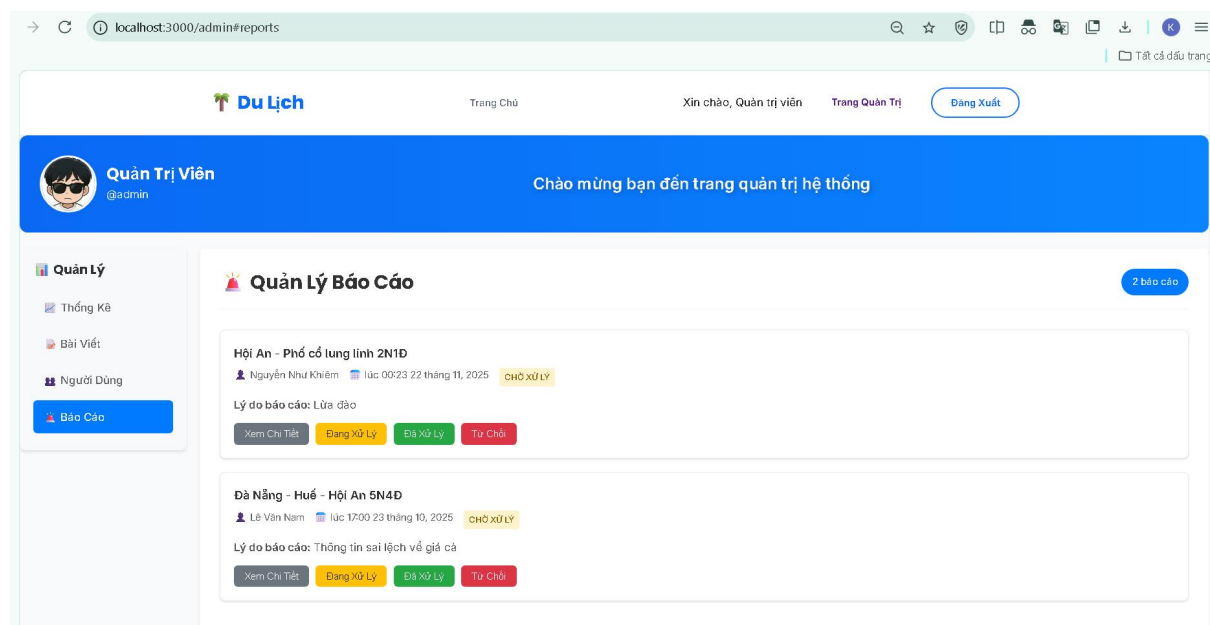 localhost:3000/admin#reports
K
Tất cả dấu trang
Du Lịch
Trang Chủ
Xin chào, Quản trị viên
Trang Quản Trị
Đăng Xuất
Quản Trị Viên
@admin
Chào mừng bạn đến trang quản trị hệ thống
Quản Lý
Thống Kê
Bài Viết
Người Dùng
Báo Cáo
Quản Lý Báo Cáo
2 báo cáo
Hội An - Phố cổ lung linh 2N1Đ
Nguyễn Như Khiêm lúc 00:23 22 tháng 11, 2025 CHỜ XỬ LÝ
Lý do báo cáo: Lừa đảo
Xem Chi Tiết Đang Xử Lý Đã Xử Lý Từ Chối
Đà Nẵng - Huế - Hội An 5N4Đ
Lê Văn Nam lúc 17:00 23 tháng 10, 2025 CHỜ XỬ LÝ
Lý do báo cáo: Thông tin sai lệch về giá cả
Xem Chi Tiết Đang Xử Lý Đã Xử Lý Từ Chối